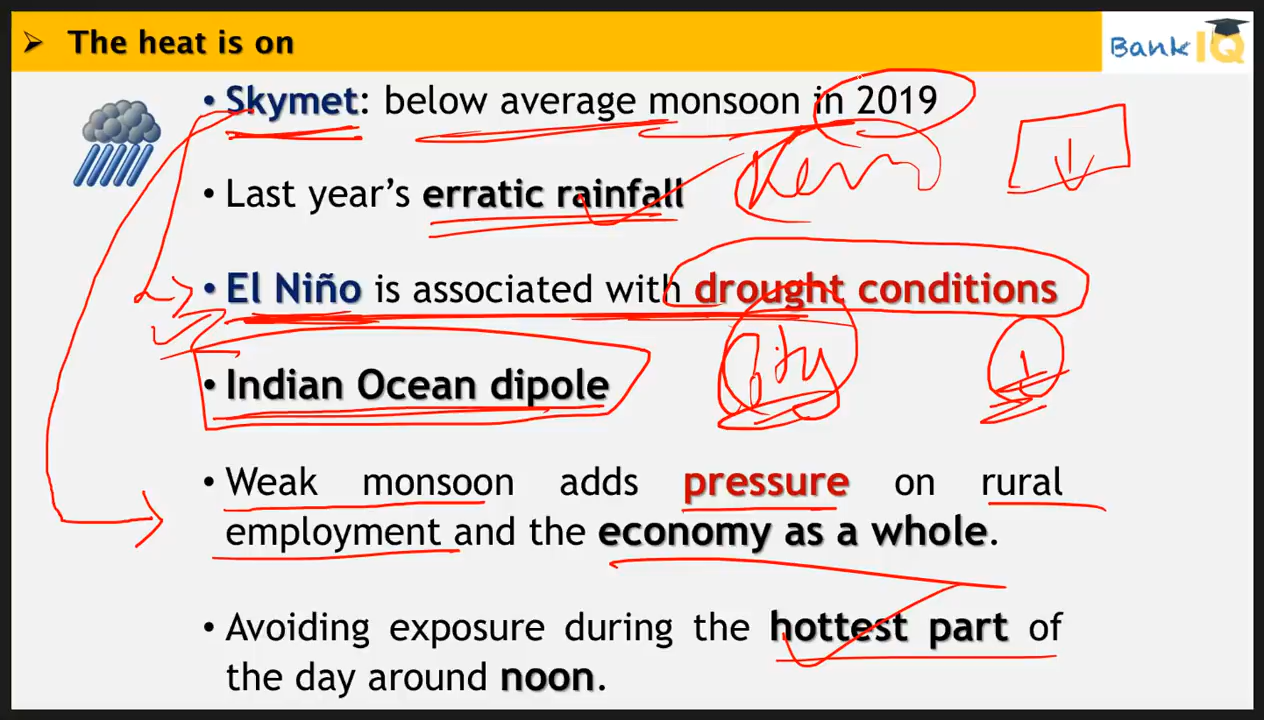 ➢ The heat is on
Bank IQ
• Skymet: below average monsoon in 2019
• Last year’s erratic rainfall
• El Niño is associated with drought conditions
• Indian Ocean dipole
• Weak monsoon adds pressure on rural
employment and the economy as a whole.
• Avoiding exposure during the hottest part of
the day around noon.